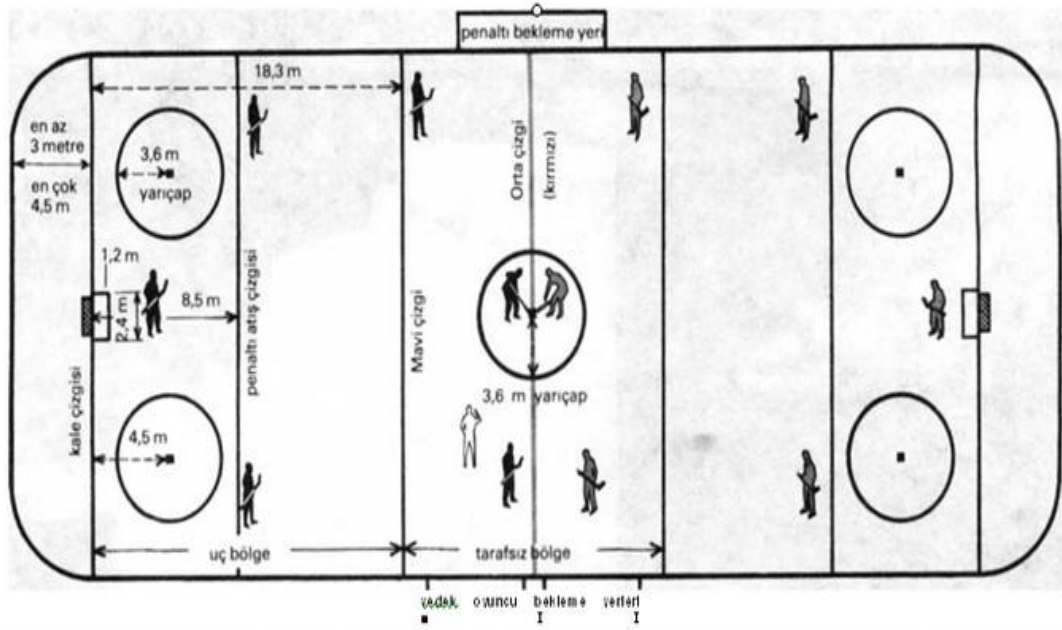 penaltı bekleme yeri
18,3 m
en az
3 metre
en çok
4,5 m
3,6 m
yarıçap
Orta çizgi
(kırmızı)
1,2 m
2,4 m
8,5 m
penaltı atış çizgisi
Mavi çizgi
kale çizgisi
3,6 m yarıçap
4,5 m
uç bölge
tarafsız bölge
yedek oyuncu bekleme yerleri